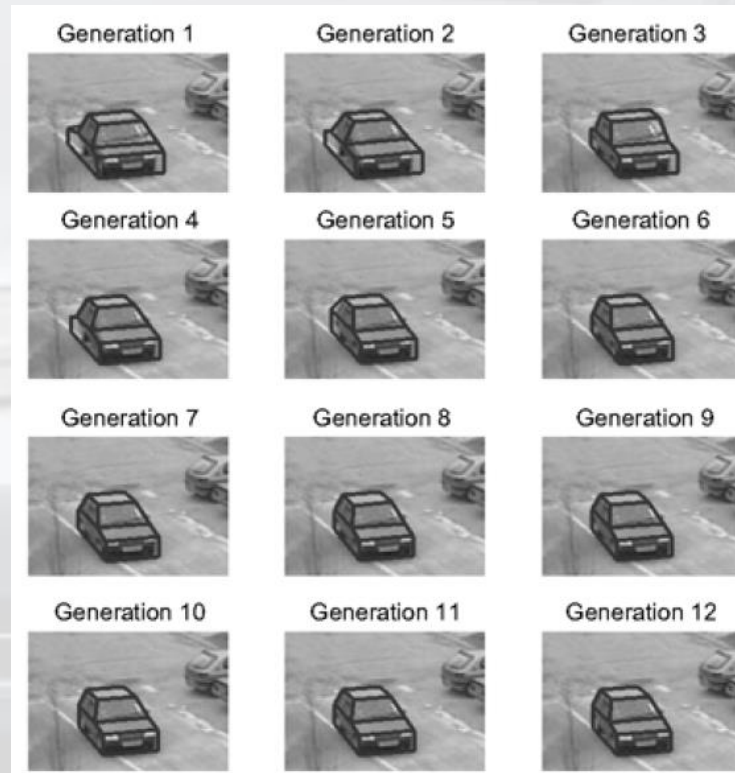 Generation 1
Generation 2
Generation 3
Generation 4
Generation 5
Generation 6
Generation 7
Generation 8
Generation 9
Generation 10
Generation 11
Generation 12